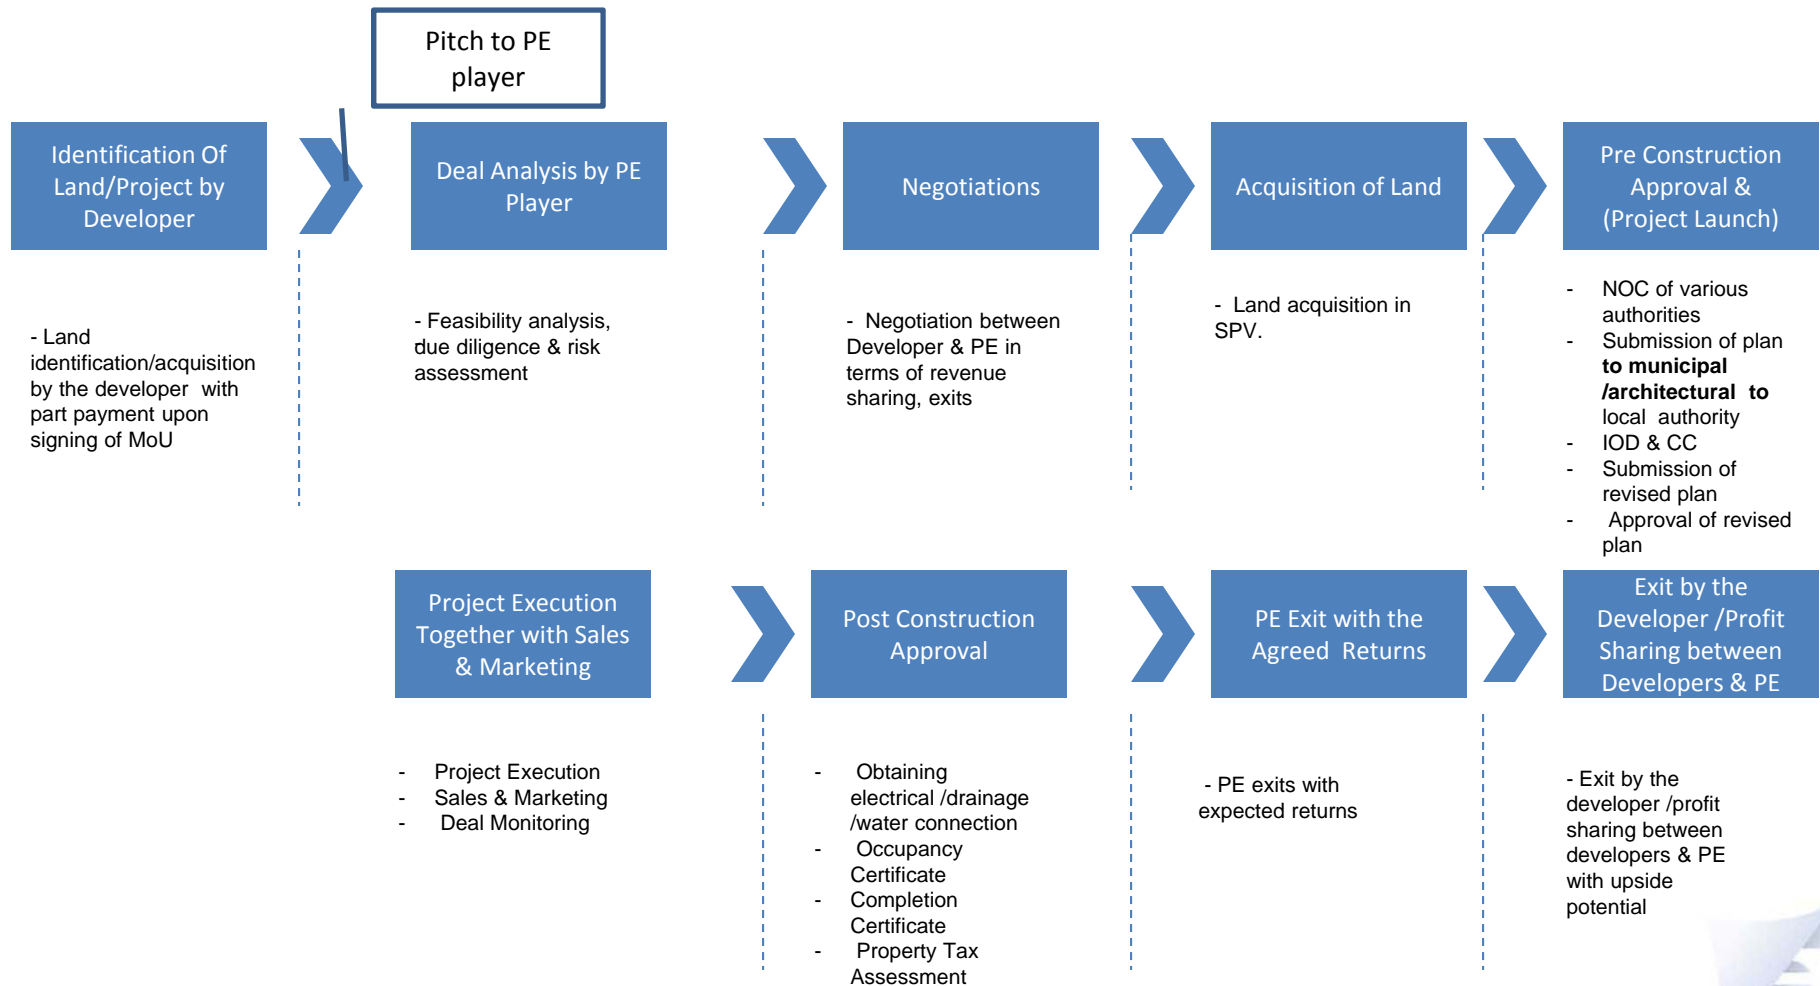 Pitch to PE
player
Identification Of
Land/Project by
Developer
Deal Analysis by PE
Player
Negotiations
Acquisition of Land
Pre Construction
Approval &
(Project Launch)
- Land
identification/acquisition
by the developer with
part payment upon
signing of MoU
- Feasibility analysis,
due diligence & risk
assessment
- Negotiation between
Developer & PE in
terms of revenue
sharing, exits
- Land acquisition in
SPV.
- NOC of various
authorities
- Submission of plan
to municipal
/architectural to
local authority
- IOD & CC
- Submission of
revised plan
- Approval of revised
plan
Project Execution
Together with Sales
& Marketing
Post Construction
Approval
PE Exit with the
Agreed Returns
Exit by the
Developer /Profit
Sharing between
Developers & PE
- Project Execution
- Sales & Marketing
- Deal Monitoring
- Obtaining
electrical /drainage
/water connection
- Occupancy
Certificate
- Completion
Certificate
- Property Tax
Assessment
- PE exits with
expected returns
- Exit by the
developer /profit
sharing between
developers & PE
with upside
potential